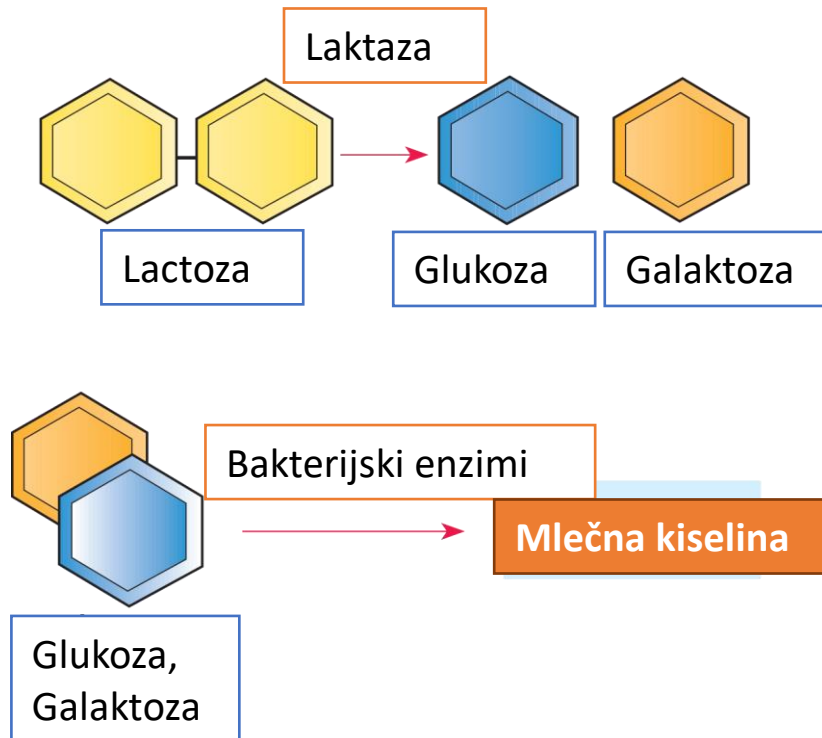 Laktaza
Lactoza
Glukoza
Galaktoza
Bakterijski enzimi
Mlečna kiselina
Glukoza,
Galaktoza